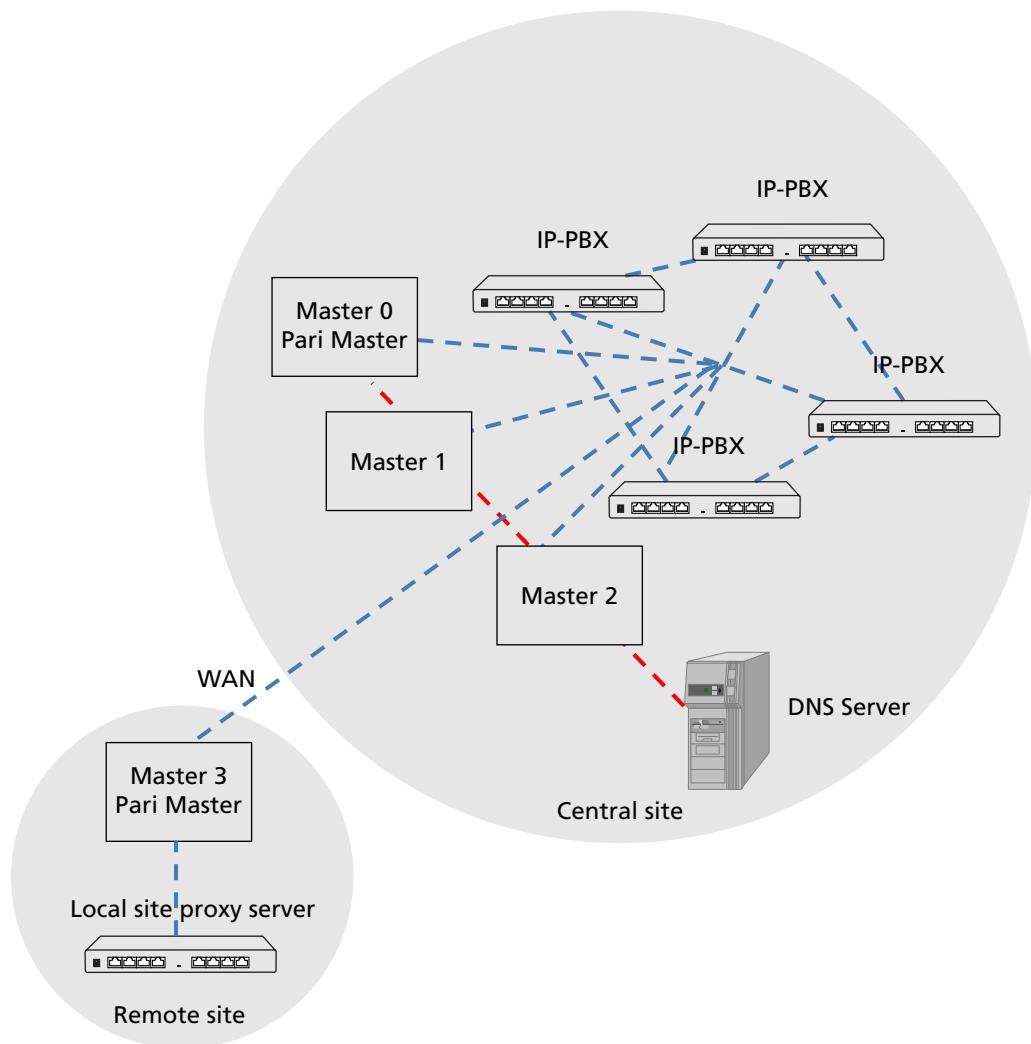 IP-PBX
IP-PBX
Master 0
Pari Master
IP-PBX
Master 1
IP-PBX
Master 2
WAN
DNS Server
Master 3
Pari Master
Central site
Local site proxy server
Remote site